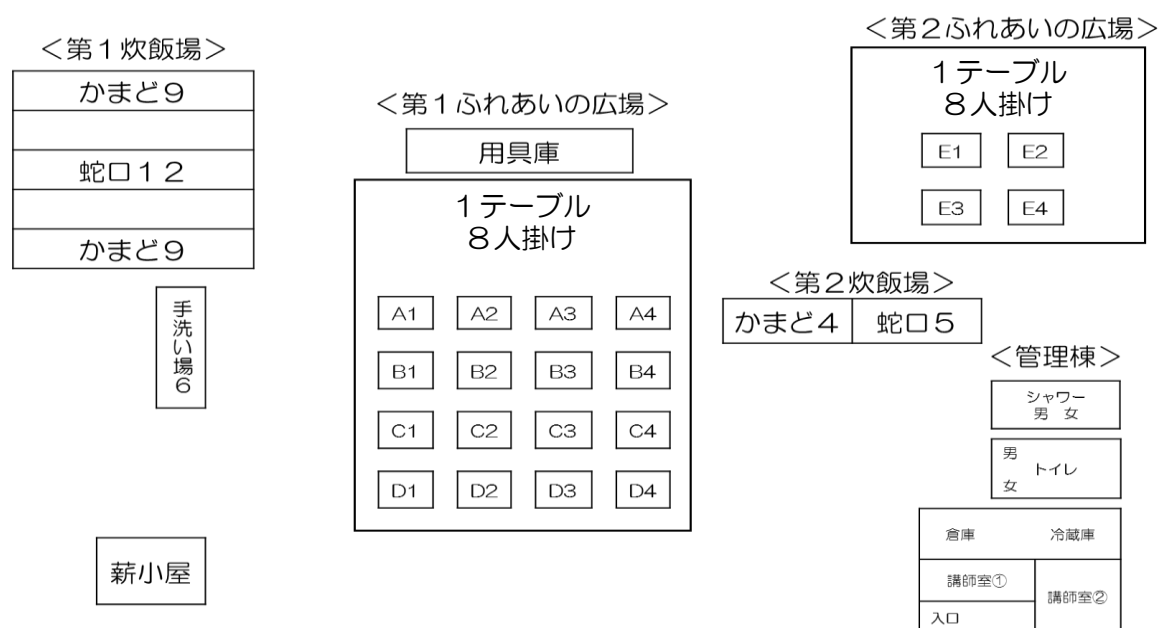 ＜第１炊飯場＞
かまど９
蛇口１２
かまど９
手洗い場６
薪小屋
＜第１ふれあいの広場＞
用具庫
１テーブル
８人掛け
A1 A2 A3 A4
B1 B2 B3 B4
C1 C2 C3 C4
D1 D2 D3 D4
＜第２ふれあいの広場＞
１テーブル
８人掛け
E1 E2
E3 E4
＜第２炊飯場＞
かまど４ 蛇口５
＜管理棟＞
シャワー
男 女
男
トイレ
女
倉庫 冷蔵庫
講師室①
講師室②
入口